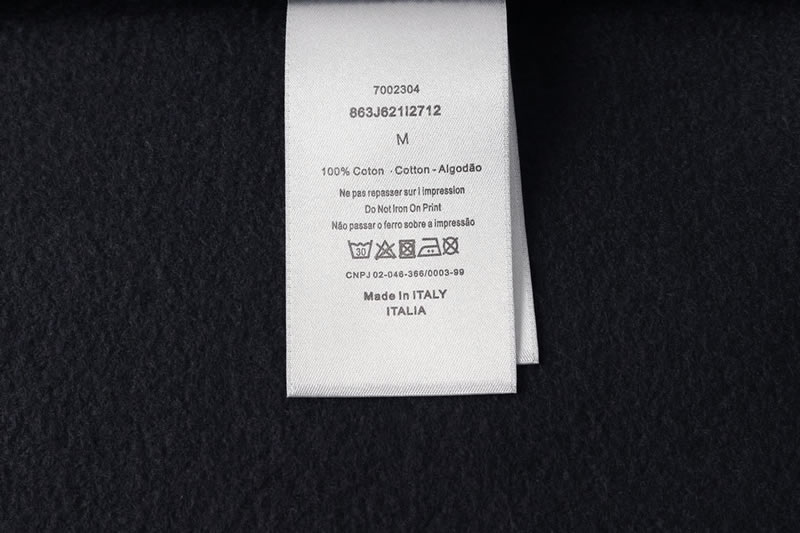 7002304
863J621I2712
M
100% Coton · Cotton - Algodão
Ne pas repasser sur l impression
Do Not Iron On Print
Não passar o ferro sobre a impressão
30
CNPJ 02-046-366/0003-99
Made In ITALY
ITALIA